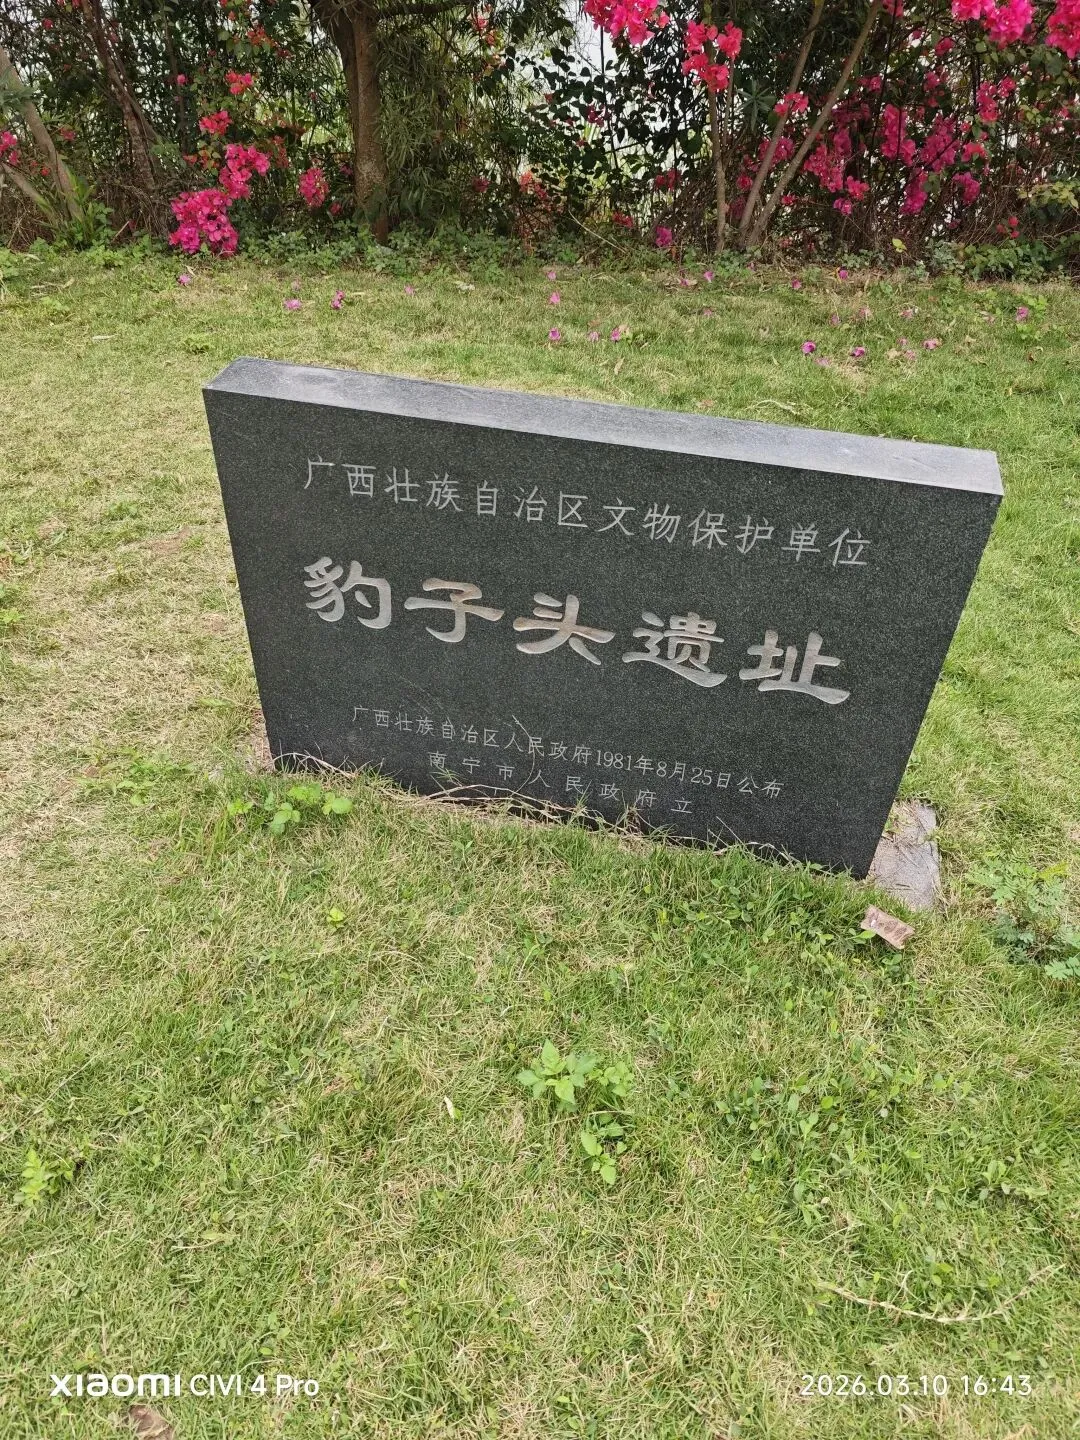 广西壮族自治区文物保护单位
豹子头遗址
广西壮族自治区人民政府1981年8月25日公布
南宁市人民政府立
xiaomi CIVI 4 Pro
2026.03.10 16:43